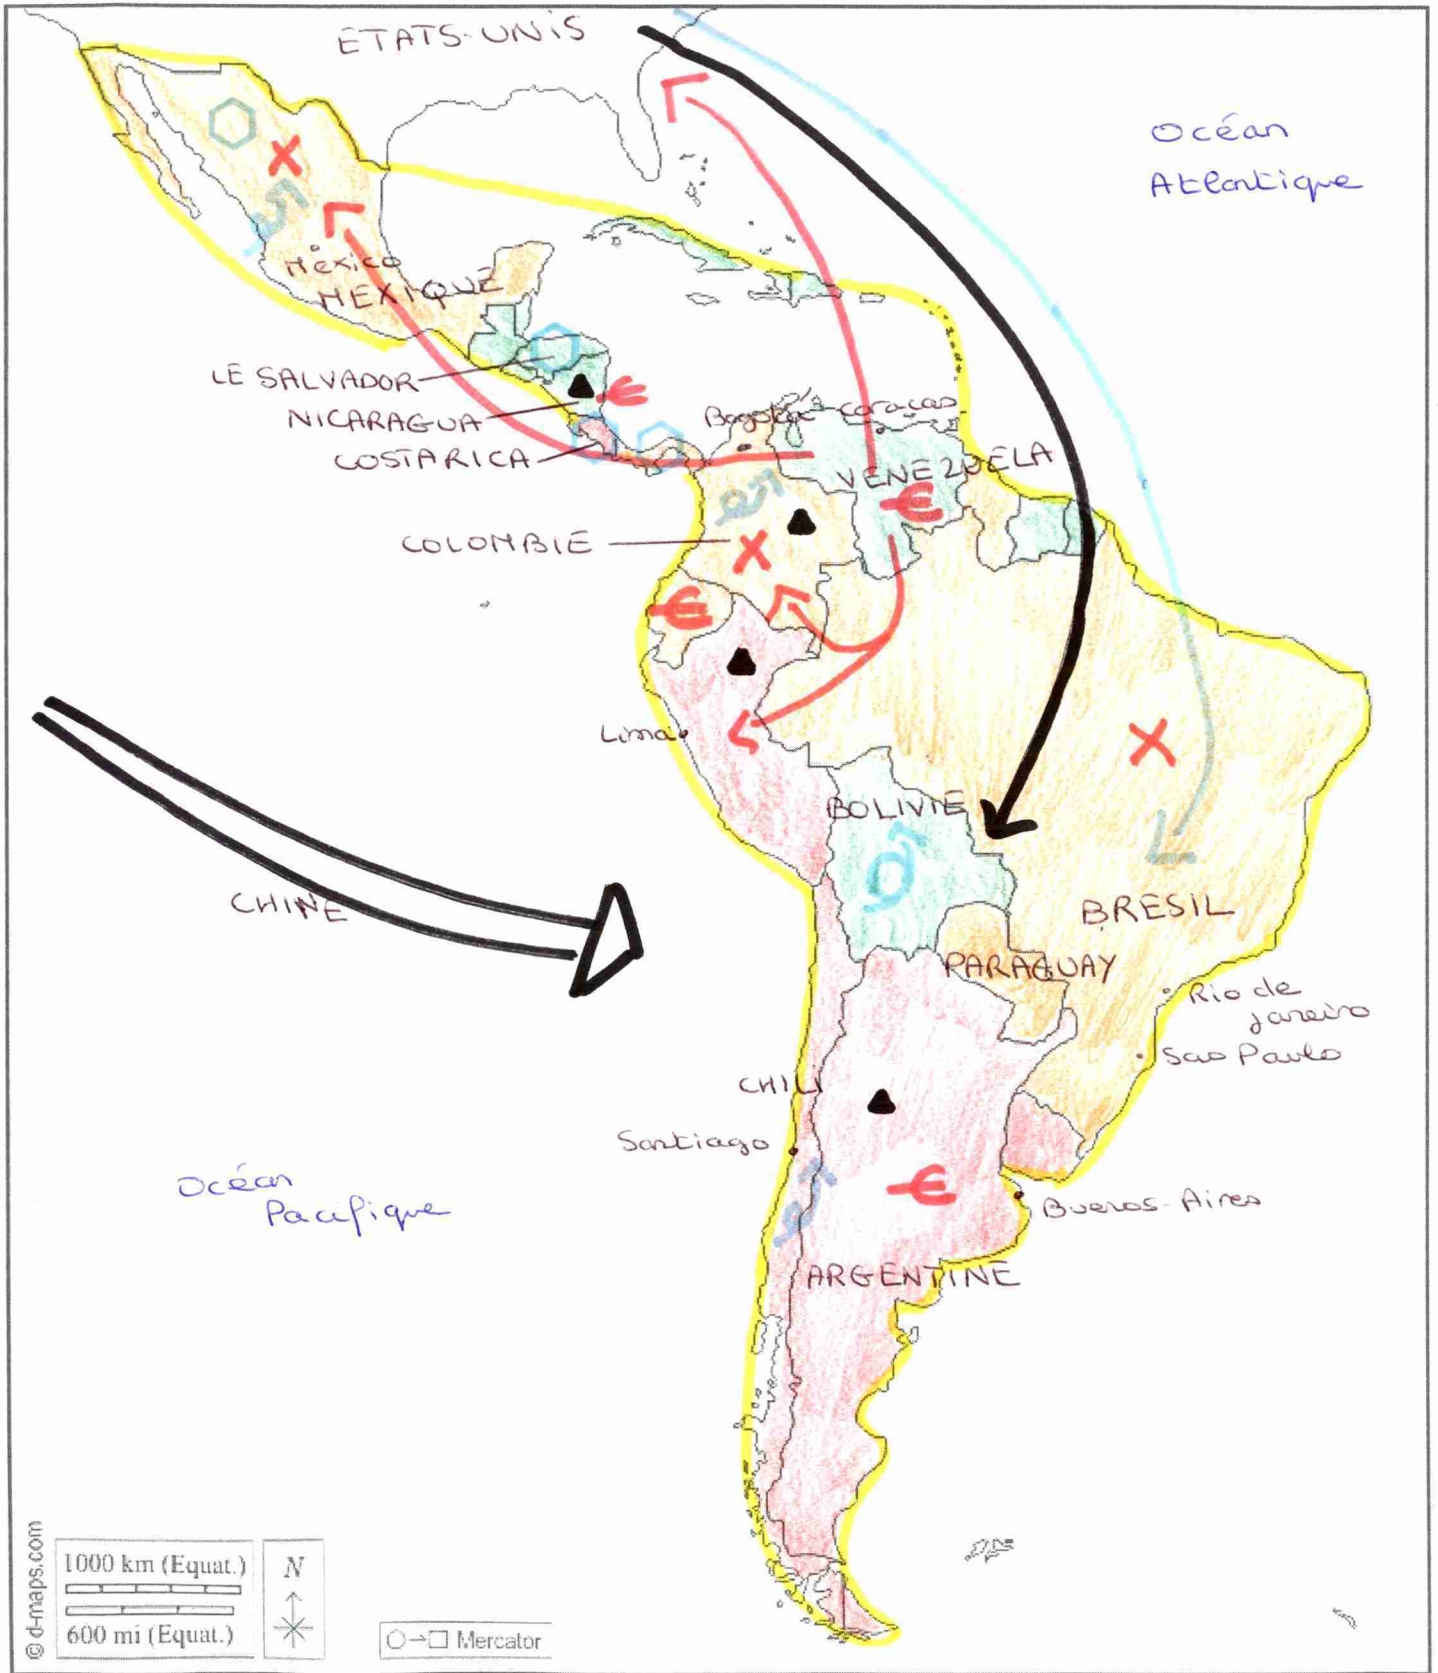 ETATS-UNIS
Océan
Atlantique
México
MEXIQUE
LE SALVADOR
NICARAGUA
COSTA RICA
Bogota
Caracas
VENEZUELA
COLOMBIE
Lima
BOLIVIE
CHINE
BRESIL
PARAGUAY
Rio de
Janeiro
Sao Paulo
CHILI
Santiago
Océan
Pacifique
Buenos-Aires
ARGENTINE
© d-maps.com
1000 km (Equat.)
600 mi (Equat.)
N
Mercator